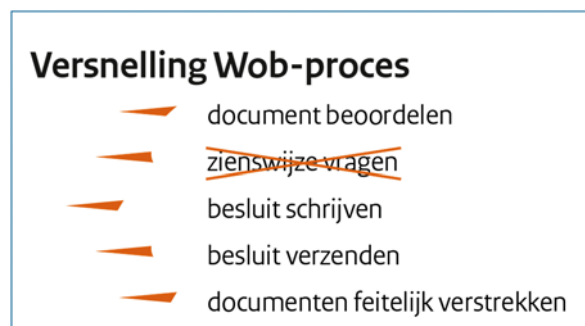 Versnelling Wob-proces
document beoordelen
zienswijze vragen
besluit schrijven
besluit verzenden
documenten feitelijk verstrekken